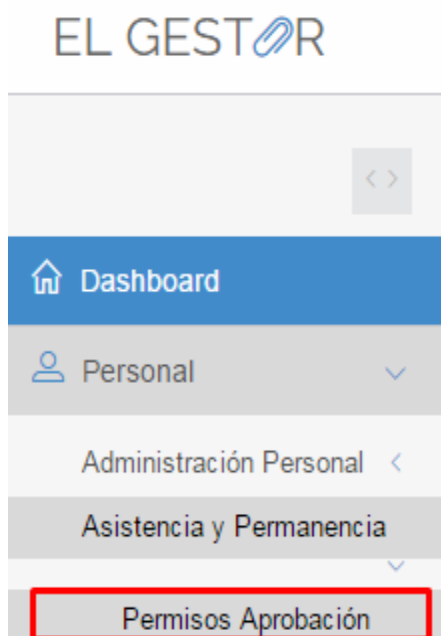 EL GESTOR
Dashboard
Personal
Administración Personal
Asistencia y Permanencia
Permisos Aprobación